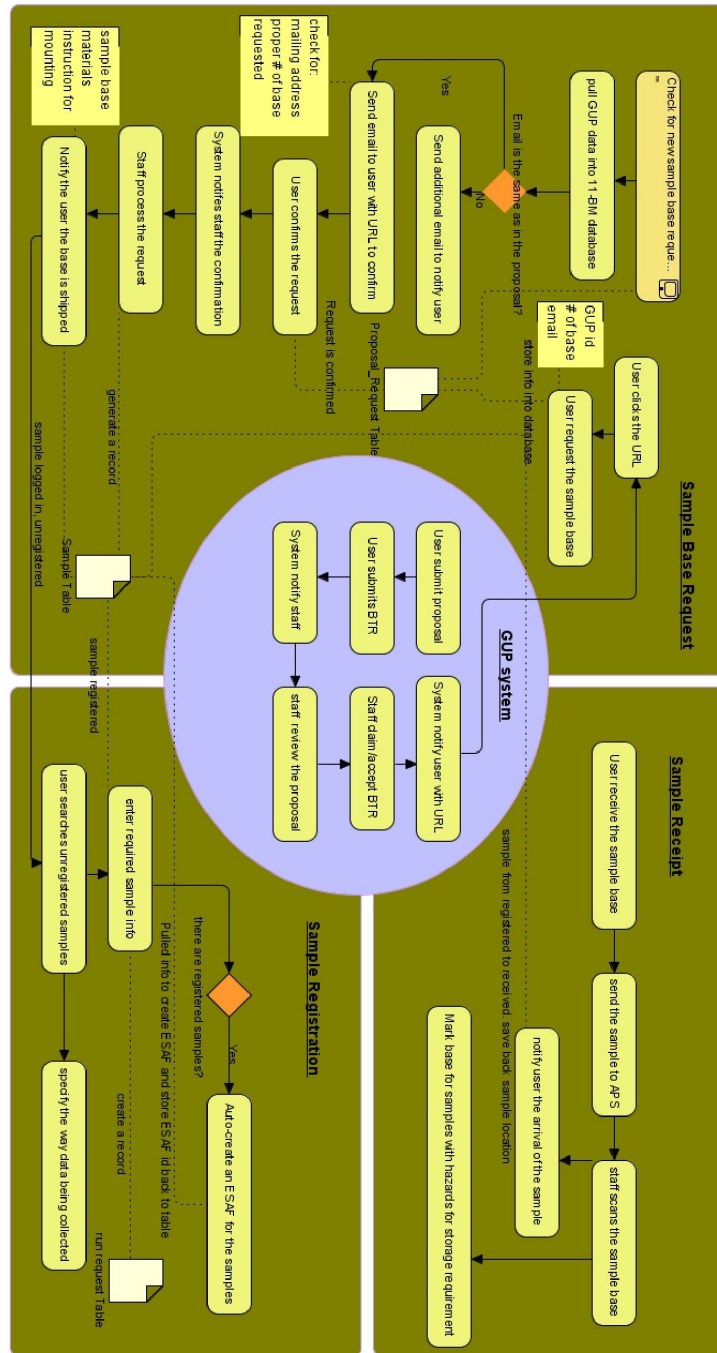 Sample Base Request
Check for new sample base reque...
pull GUP data into 11-BM database
Email is the same as in the proposal?
Yes
No
Send additional email to notify user
Send email to user with URL to confirm
check for:
mailing address
proper # of base
requested
User confirms the request
System notifes staff the confirmation
Staff process the request
Notify the user the base is shipped
sample base
materials
instruction for
mounting
User clicks the URL
User request the sample base
GUP id
# of base
email
store info into database
Proposal_Request Table
Request is confirmed
generate a record
Sample Table
sample logged in, unregistered
sample registered
GUP system
User submit proposal
User submits BTR
System notify staff
staff review the proposal
Staff claim/accept BTR
System notify user with URL
Sample Receipt
User receive the sample base
send the sample to APS
staff scans the sample base
notify user the arrival of the sample
Mark base for samples with hazards for storage requirement
sample from registered to received. save back sample location
Sample Registration
user searches unregistered samples
enter required sample info
specify the way data being collected
there are registered samples?
Yes
Auto-create an ESAF for the samples
Pulled info to create ESAF and store ESAF id back to table
create a record
run request Table